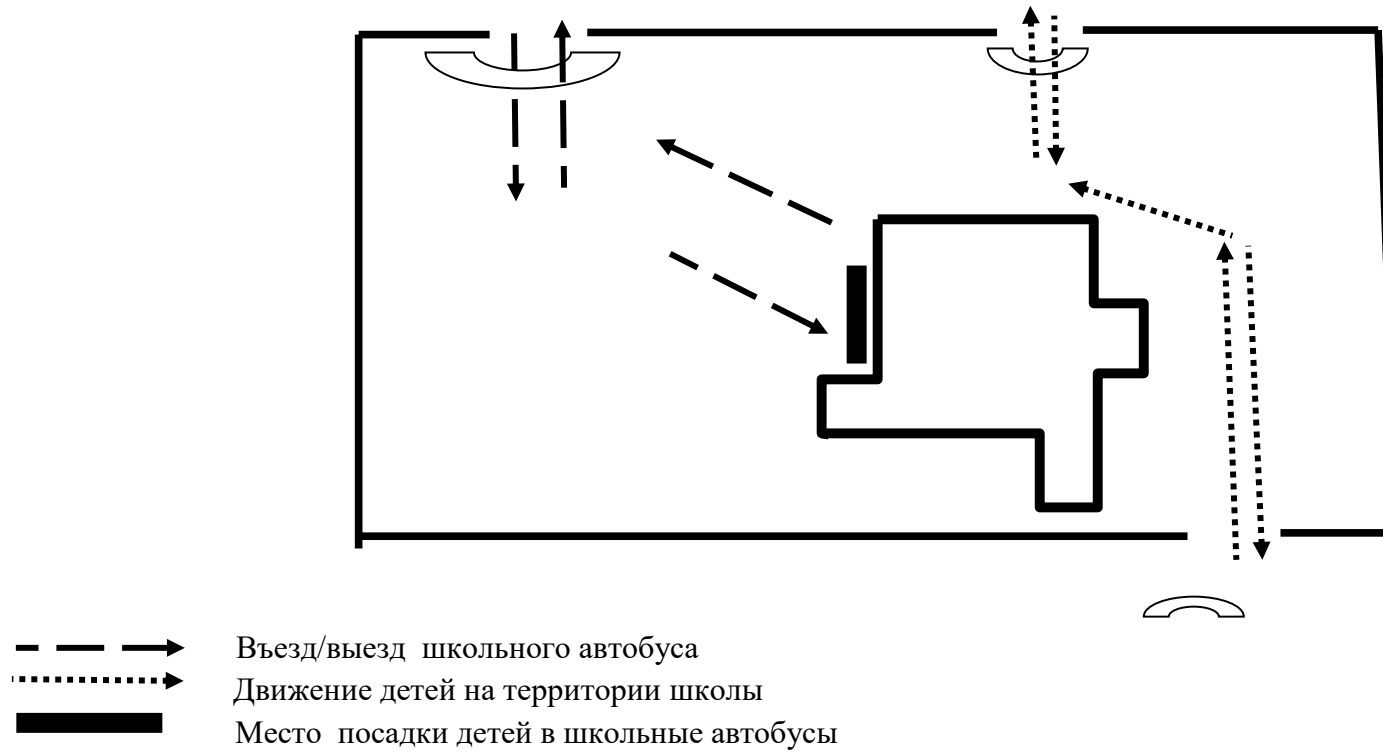 Въезд/выезд школьного автобуса
Движение детей на территории школы
Место посадки детей в школьные автобусы